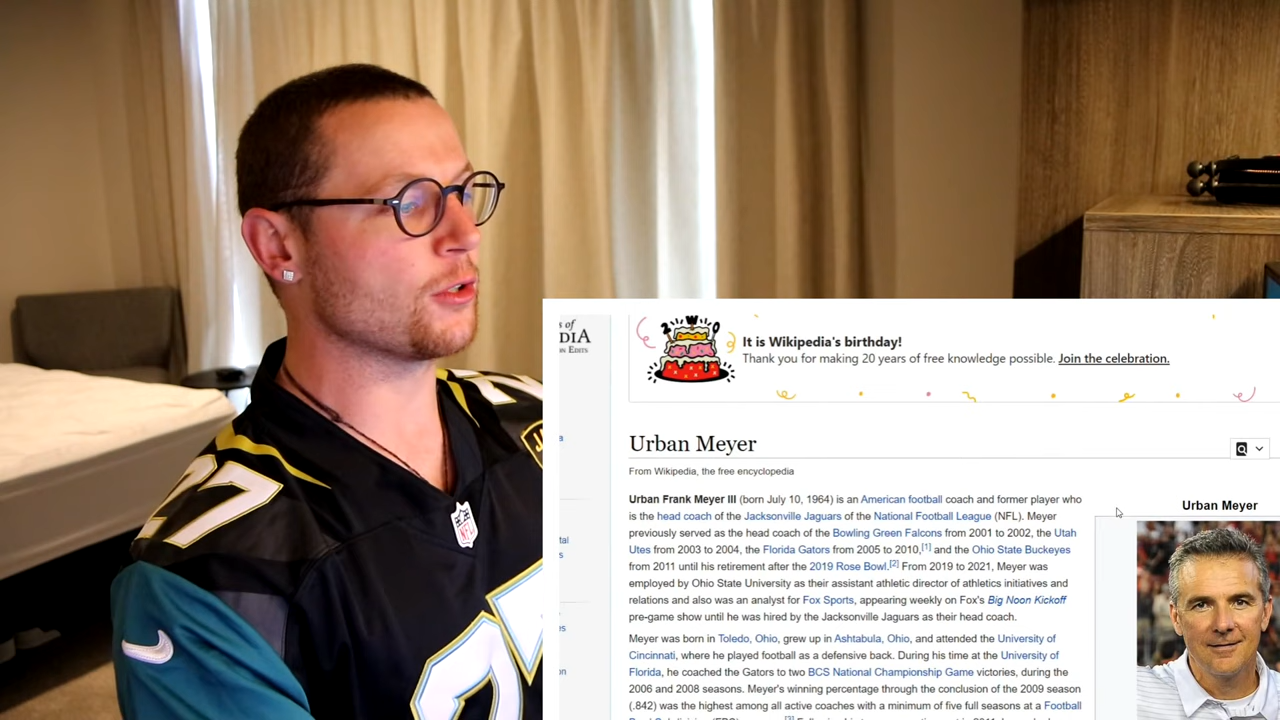 s of
DIA
n Edits
2 W 0
It is Wikipedia's birthday!
Thank you for making 20 years of free knowledge possible. Join the celebration.
a
Urban Meyer
From Wikipedia, the free encyclopedia
Urban Frank Meyer III (born July 10, 1964) is an American football coach and former player who
is the head coach of the Jacksonville Jaguars of the National Football League (NFL). Meyer
previously served as the head coach of the Bowling Green Falcons from 2001 to 2002, the Utah
Utes from 2003 to 2004, the Florida Gators from 2005 to 2010,[1] and the Ohio State Buckeyes
from 2011 until his retirement after the 2019 Rose Bowl.[2] From 2019 to 2021, Meyer was
employed by Ohio State University as their assistant athletic director of athletics initiatives and
relations and also was an analyst for Fox Sports, appearing weekly on Fox's Big Noon Kickoff
pre-game show until he was hired by the Jacksonville Jaguars as their head coach.
Meyer was born in Toledo, Ohio, grew up in Ashtabula, Ohio, and attended the University of
Cincinnati, where he played football as a defensive back. During his time at the University of
Florida, he coached the Gators to two BCS National Championship Game victories, during the
2006 and 2008 seasons. Meyer's winning percentage through the conclusion of the 2009 season
(.842) was the highest among all active coaches with a minimum of five full seasons at a Football
Urban Meyer
tal
s
es
on
27
NFL
JA
27